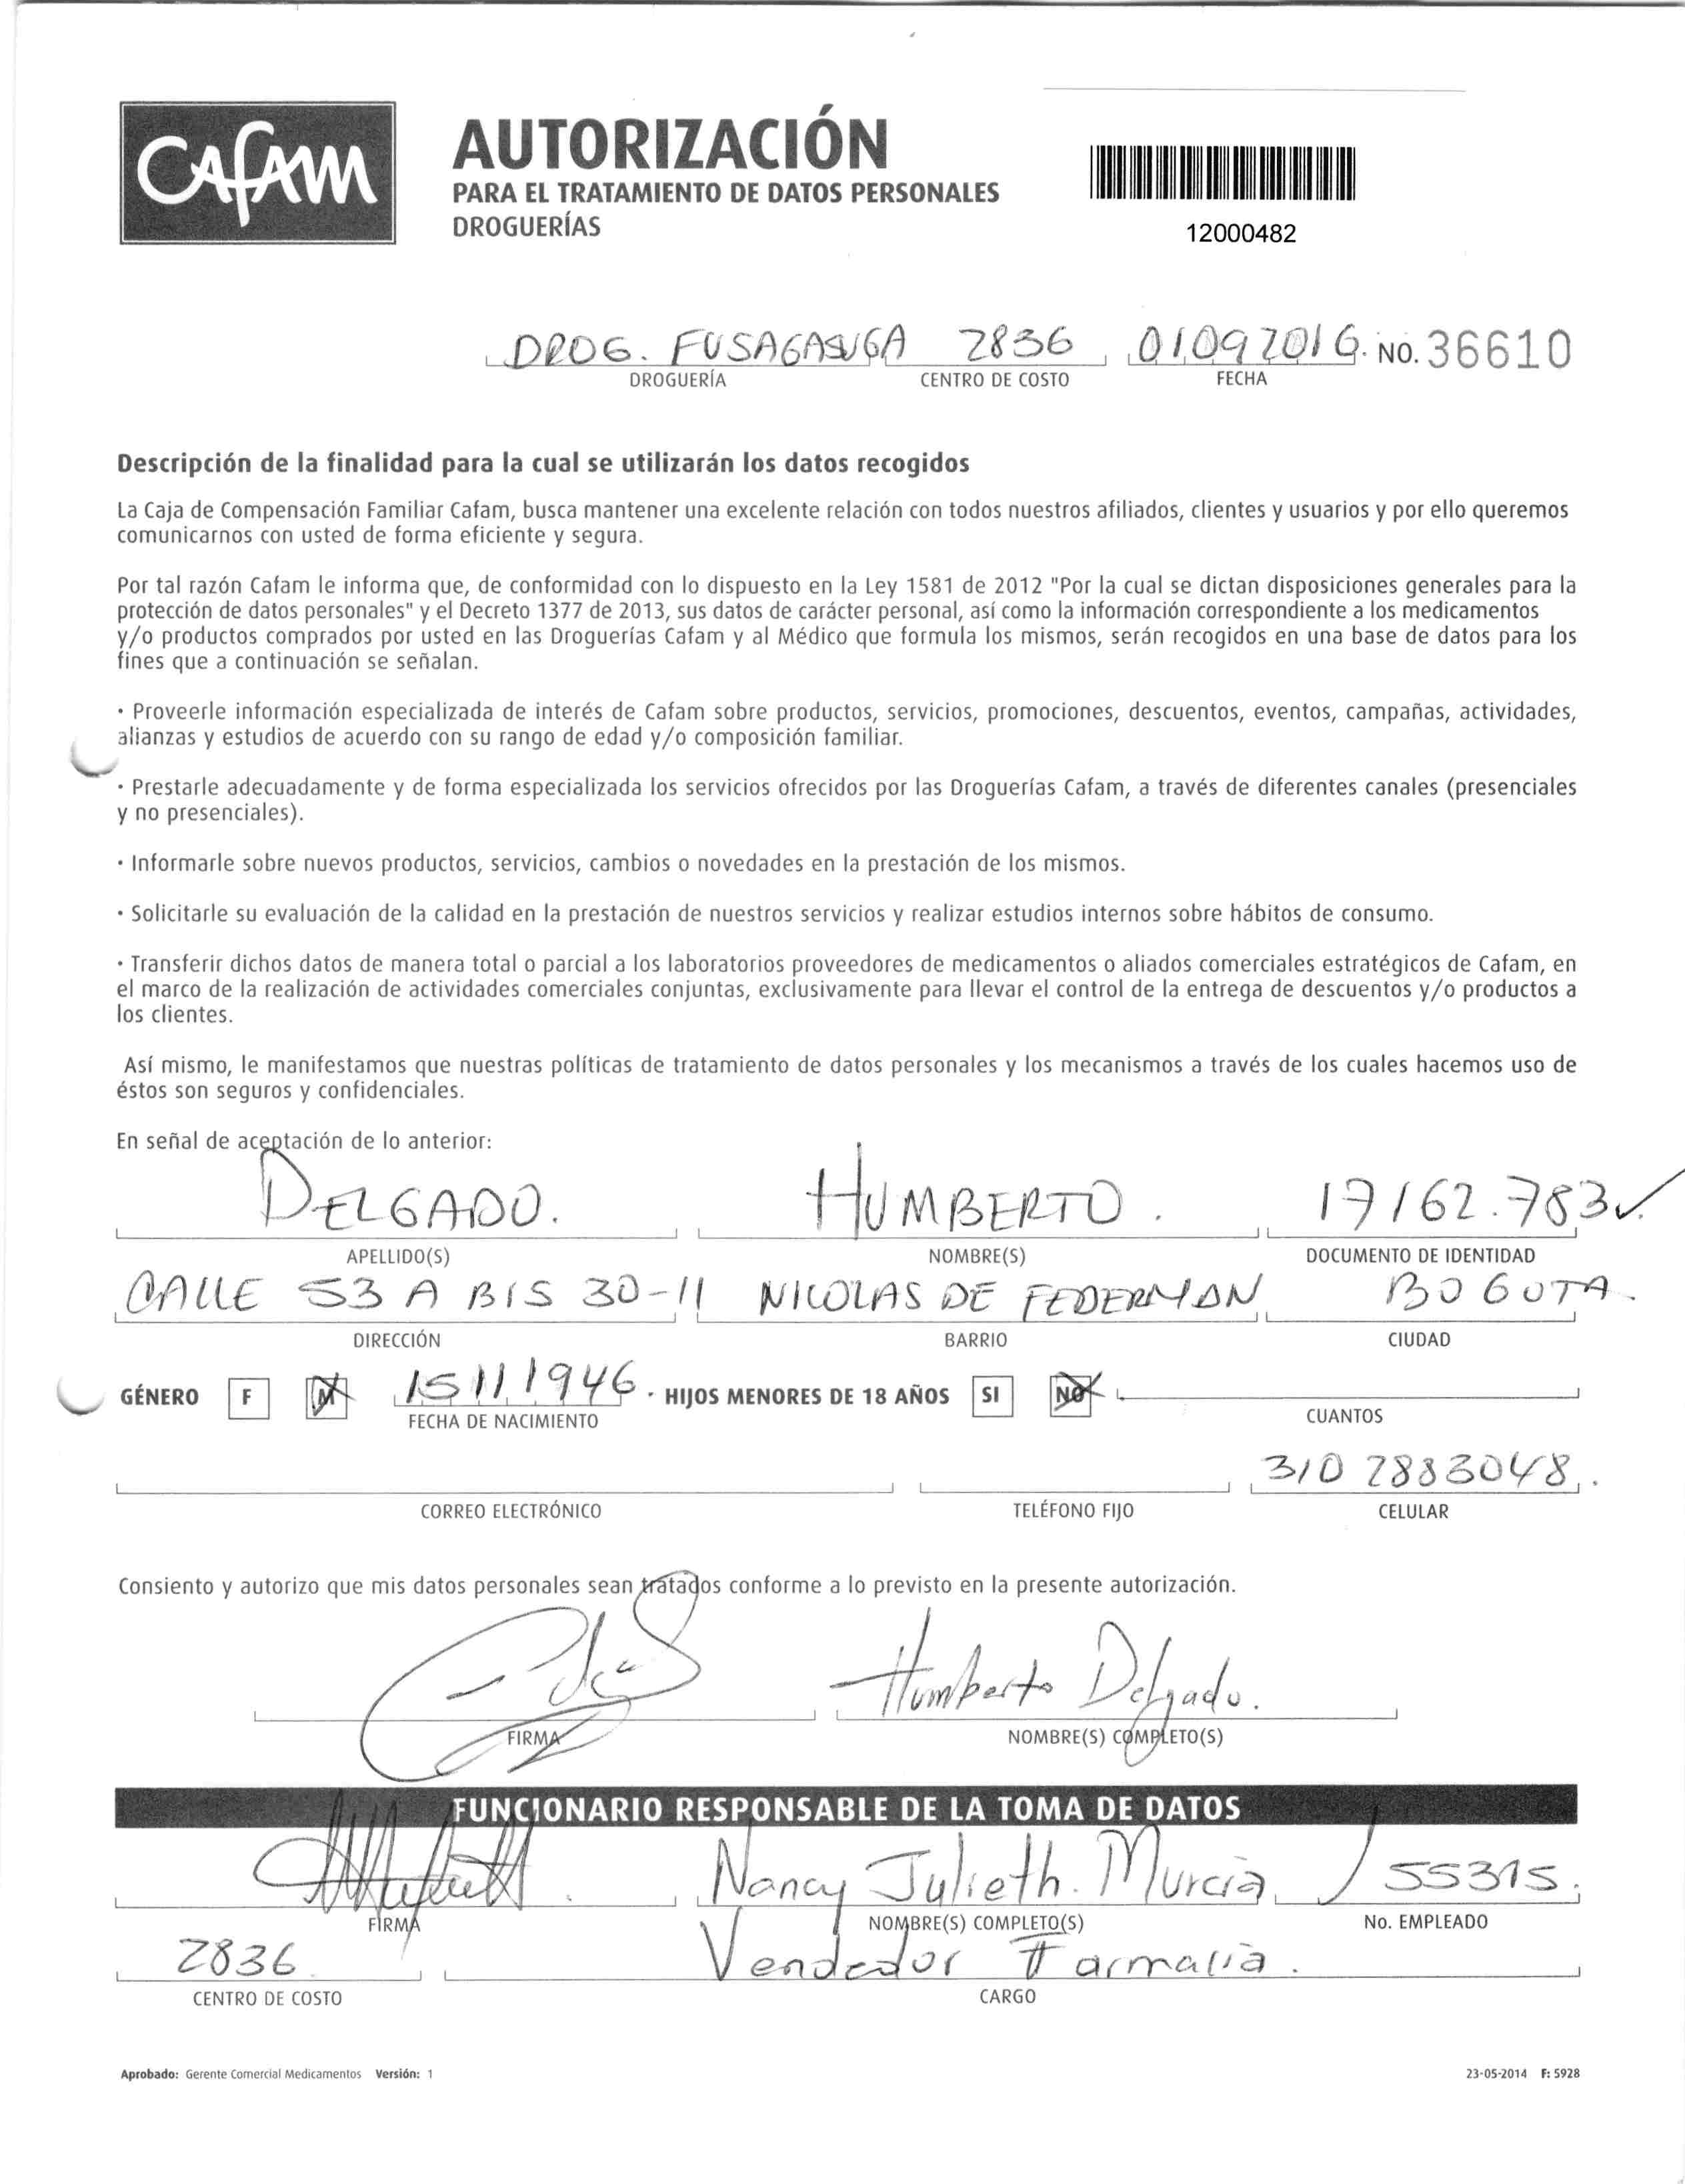 CAFAM
AUTORIZACIÓN
PARA EL TRATAMIENTO DE DATOS PERSONALES
DROGUERÍAS
12000482
DROG. FUSAGASUGA 2836 01092016. NO. 36610
DROGUERÍA CENTRO DE COSTO FECHA
Descripción de la finalidad para la cual se utilizarán los datos recogidos
La Caja de Compensación Familiar Cafam, busca mantener una excelente relación con todos nuestros afiliados, clientes y usuarios y por ello queremos
comunicarnos con usted de forma eficiente y segura.
Por tal razón Cafam le informa que, de conformidad con lo dispuesto en la Ley 1581 de 2012 "Por la cual se dictan disposiciones generales para la
protección de datos personales" y el Decreto 1377 de 2013, sus datos de carácter personal, así como la información correspondiente a los medicamentos
y/o productos comprados por usted en las Droguerías Cafam y al Médico que formula los mismos, serán recogidos en una base de datos para los
fines que a continuación se señalan.
· Proveerle información especializada de interés de Cafam sobre productos, servicios, promociones, descuentos, eventos, campañas, actividades,
alianzas y estudios de acuerdo con su rango de edad y/o composición familiar.
· Prestarle adecuadamente y de forma especializada los servicios ofrecidos por las Droguerías Cafam, a través de diferentes canales (presenciales
y no presenciales).
· Informarle sobre nuevos productos, servicios, cambios o novedades en la prestación de los mismos.
· Solicitarle su evaluación de la calidad en la prestación de nuestros servicios y realizar estudios internos sobre hábitos de consumo.
· Transferir dichos datos de manera total o parcial a los laboratorios proveedores de medicamentos o aliados comerciales estratégicos de Cafam, en
el marco de la realización de actividades comerciales conjuntas, exclusivamente para llevar el control de la entrega de descuentos y/o productos a
los clientes.
Así mismo, le manifestamos que nuestras políticas de tratamiento de datos personales y los mecanismos a través de los cuales hacemos uso de
éstos son seguros y confidenciales.
En señal de aceptación de lo anterior:
DELGADO. HUMBERTO. 17162.783
APELLIDO(S) NOMBRE(S) DOCUMENTO DE IDENTIDAD
CALLE 53 A BIS 30-11 NICOLAS DE FEDERMAN BOGOTA.
DIRECCIÓN BARRIO CIUDAD
GÉNERO F M 15111946. HIJOS MENORES DE 18 AÑOS SI NO
FECHA DE NACIMIENTO CUANTOS
310 2883048.
CORREO ELECTRÓNICO TELÉFONO FIJO CELULAR
Consiento y autorizo que mis datos personales sean tratados conforme a lo previsto en la presente autorización.
Humberto Delgado.
FIRMA NOMBRE(S) COMPLETO(S)
FUNCIONARIO RESPONSABLE DE LA TOMA DE DATOS
Nancy Julieth. Murcia / 55315.
FIRMA NOMBRE(S) COMPLETO(S) No. EMPLEADO
2836 Vendedor Farmacia.
CENTRO DE COSTO CARGO
Aprobado: Gerente Comercial Medicamentos Versión: 1 23-05-2014 F: 5928